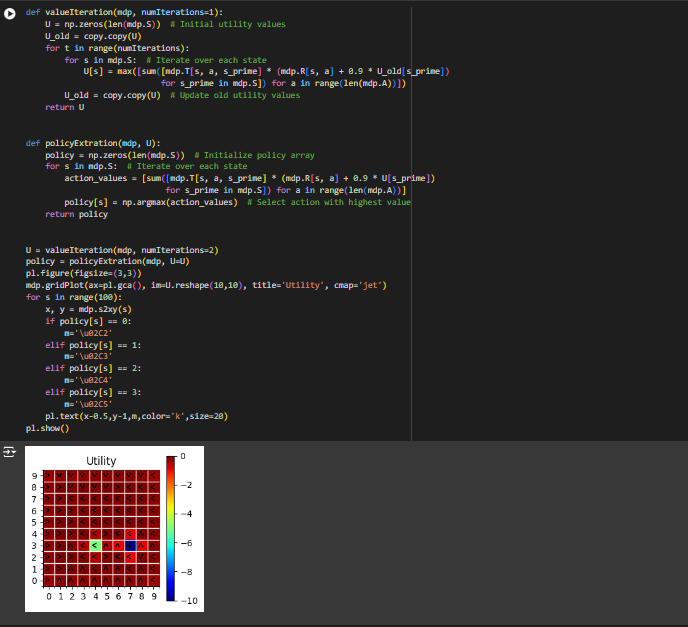 def valueIteration(mdp, numIterations=1):
    U = np.zeros(len(mdp.S))  # Initial utility values
    U_old = copy.copy(U)
    for t in range(numIterations):
        for s in mdp.S:  # Iterate over each state
            U[s] = max([sum([mdp.T[s, a, s_prime] * (mdp.R[s, a] + 0.9 * U_old[s_prime])
                            for s_prime in mdp.S]) for a in range(len(mdp.A))])
        U_old = copy.copy(U)  # Update old utility values
    return U
def policyExtration(mdp, U):
    policy = np.zeros(len(mdp.S))  # Initialize policy array
    for s in mdp.S:  # Iterate over each state
        action_values = [sum([mdp.T[s, a, s_prime] * (mdp.R[s, a] + 0.9 * U[s_prime])
                             for s_prime in mdp.S]) for a in range(len(mdp.A))]
        policy[s] = np.argmax(action_values)  # Select action with highest value
    return policy
U = valueIteration(mdp, numIterations=2)
policy = policyExtration(mdp, U=U)
pl.figure(figsize=(3,3))
mdp.gridPlot(ax=pl.gca(), im=U.reshape(10,10), title='Utility', cmap='jet')
for s in range(100):
    x, y = mdp.s2xy(s)
    if policy[s] == 0:
        m='\u02C2'
    elif policy[s] == 1:
        m='\u02C3'
    elif policy[s] == 2:
        m='\u02C4'
    elif policy[s] == 3:
        m='\u02C5'
    pl.text(x-0.5,y-1,m,color='k',size=20)
pl.show()
Utility
9
8
7
6
5
4
3
2
1
0
0 1 2 3 4 5 6 7 8 9
0
−2
−4
−6
−8
−10